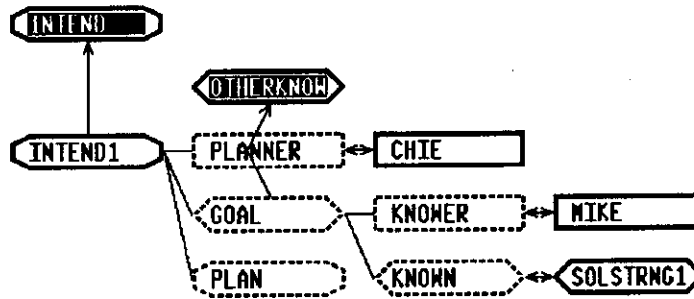 INTEND
OTHERKNOW
INTEND1
PLANNER
CHIE
GOAL
KNOWER
MIKE
PLAN
KNOWN
SOLSTRNG1